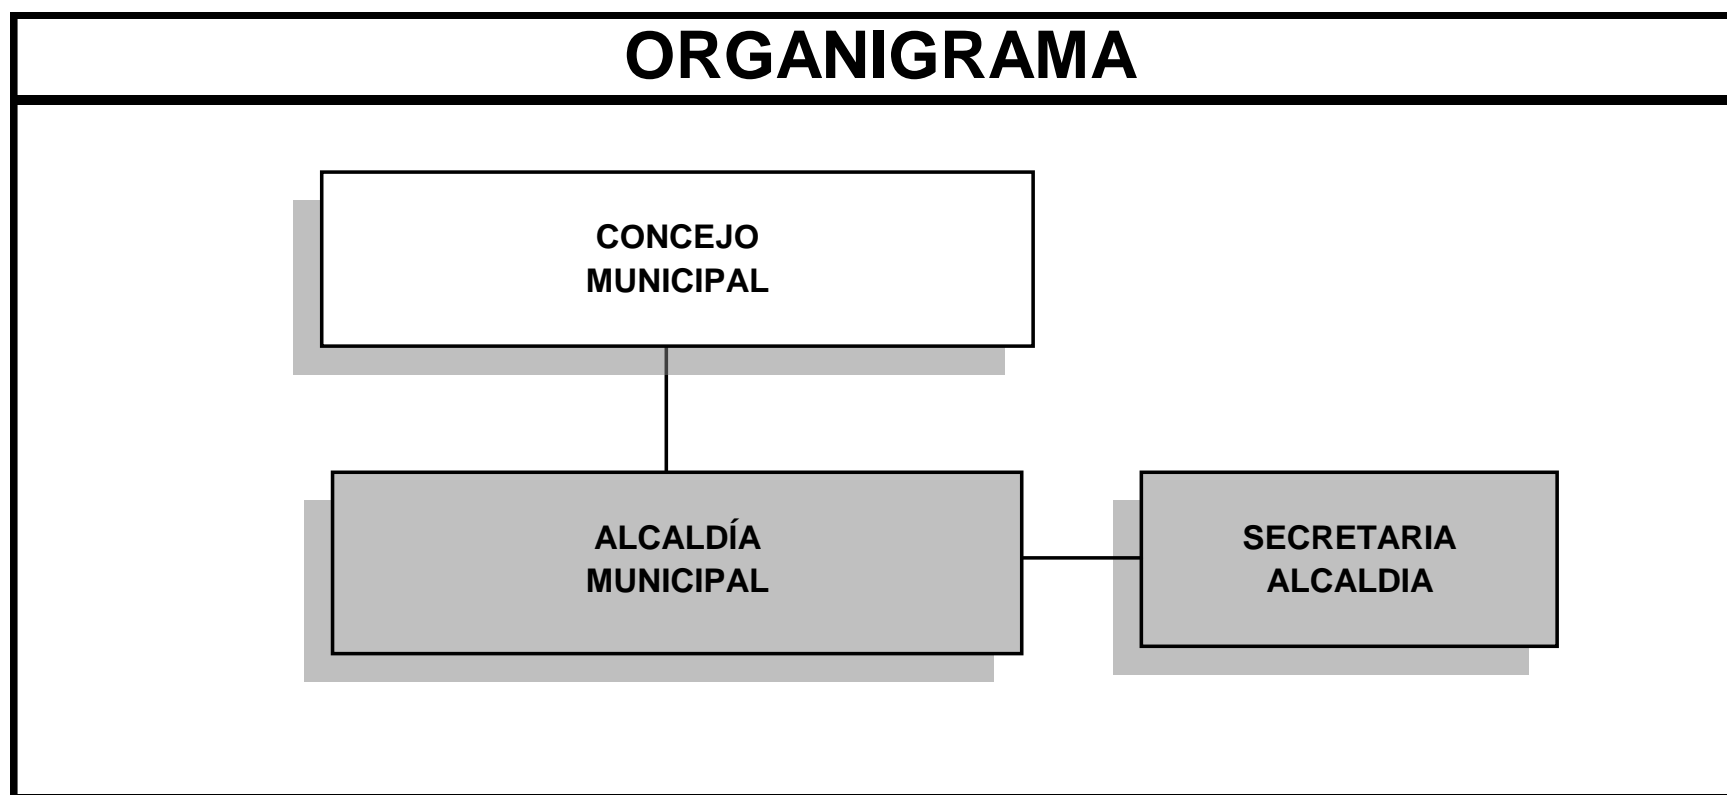 ORGANIGRAMA
CONCEJO
MUNICIPAL
ALCALDÍA
MUNICIPAL
SECRETARIA
ALCALDIA